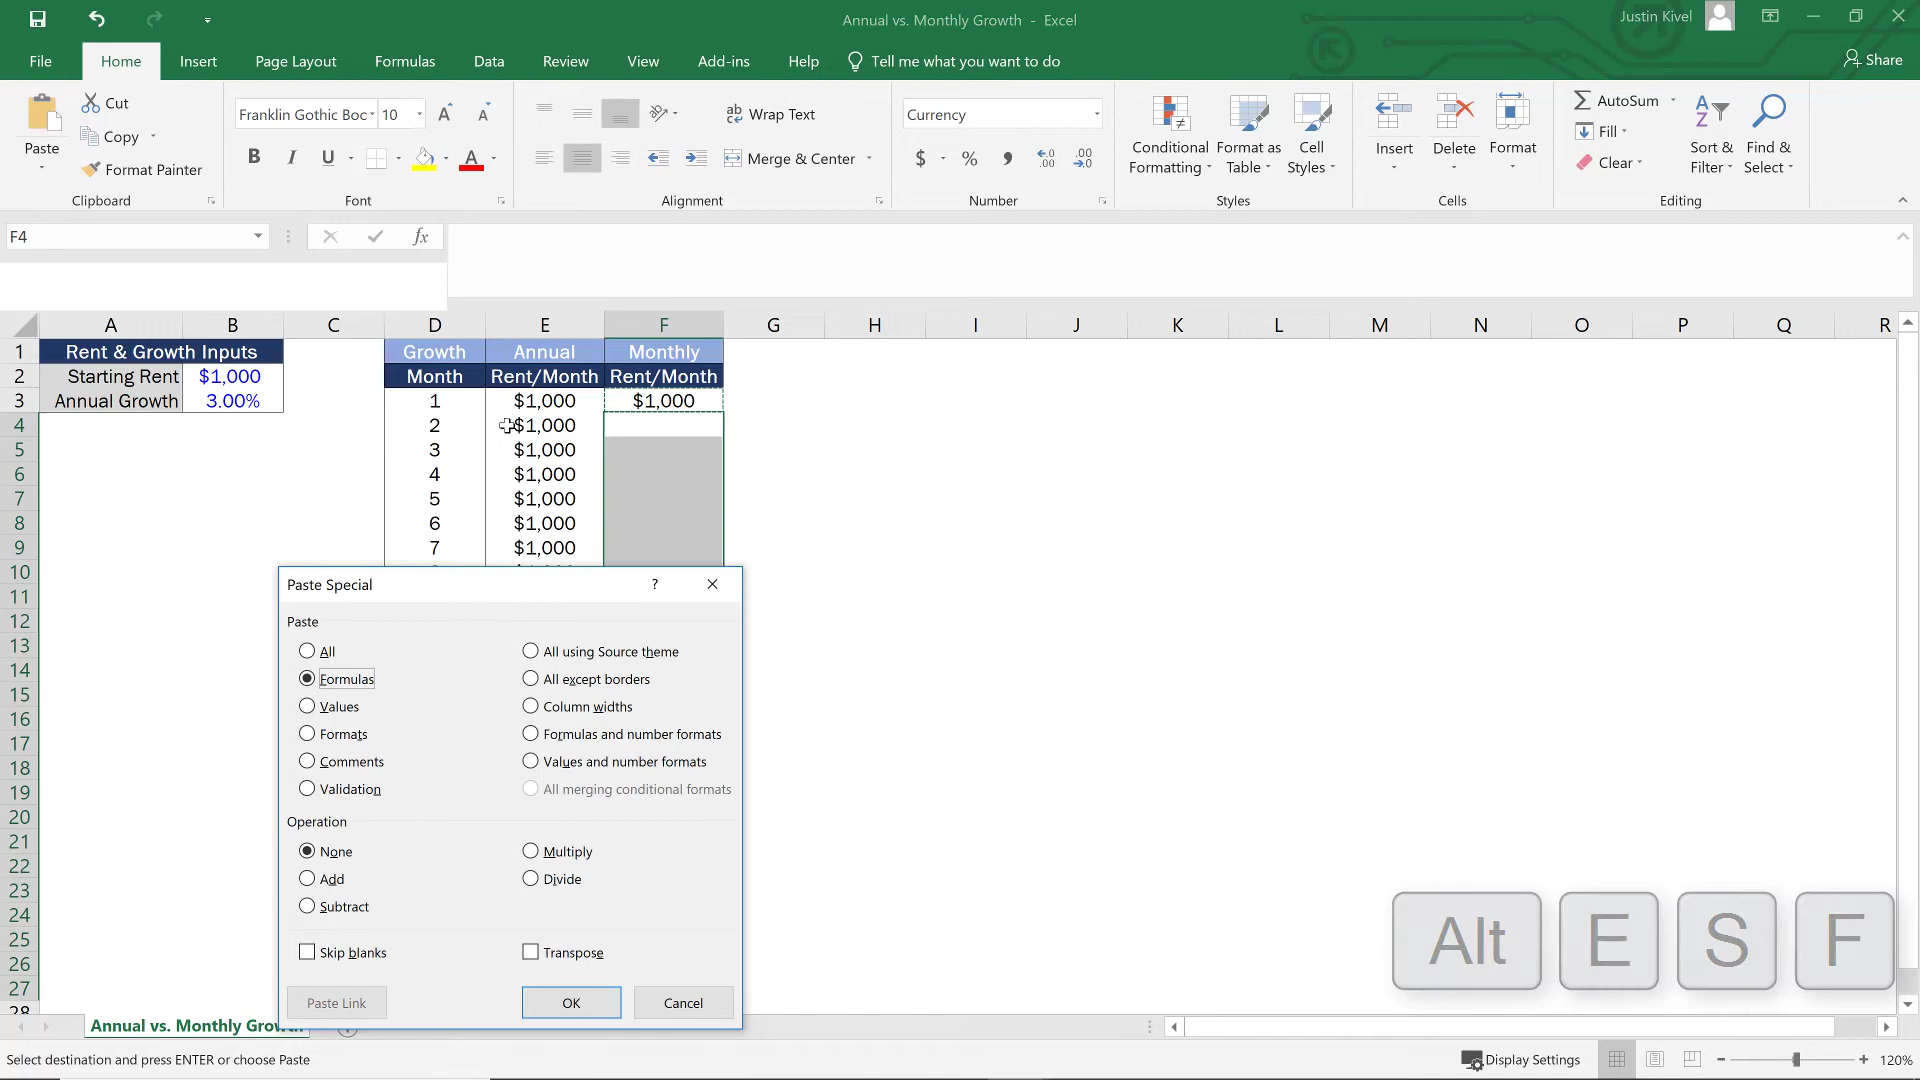 Annual vs. Monthly Growth - Excel
Justin Kivel
File Home Insert Page Layout Formulas Data Review View Add-ins Help Tell me what you want to do Share
Paste
Cut
Copy
Format Painter
Clipboard
Franklin Gothic Boc 10
B I U A
Font
Wrap Text
Merge & Center
Alignment
Currency
$ % ,
Number
Conditional Formatting
Format as Table
Cell Styles
Styles
Insert
Delete
Format
Cells
AutoSum
Fill
Clear
Sort & Filter
Find & Select
Editing
F4 fx
A B C D E F G H I J K L M N O P Q R
1 Rent & Growth Inputs Growth Annual Monthly
2 Starting Rent $1,000 Month Rent/Month Rent/Month
3 Annual Growth 3.00% 1 $1,000 $1,000
4 2 $1,000
5 3 $1,000
6 4 $1,000
7 5 $1,000
8 6 $1,000
9 7 $1,000
10
11
12
13
14
15
16
17
18
19
20
21
22
23
24
25
26
27
28
Paste Special ?
Paste
All All using Source theme
Formulas All except borders
Values Column widths
Formats Formulas and number formats
Comments Values and number formats
Validation All merging conditional formats
Operation
None Multiply
Add Divide
Subtract
Skip blanks Transpose
Paste Link OK Cancel
Alt E S F
Annual vs. Monthly Growth
Select destination and press ENTER or choose Paste
Display Settings
120%